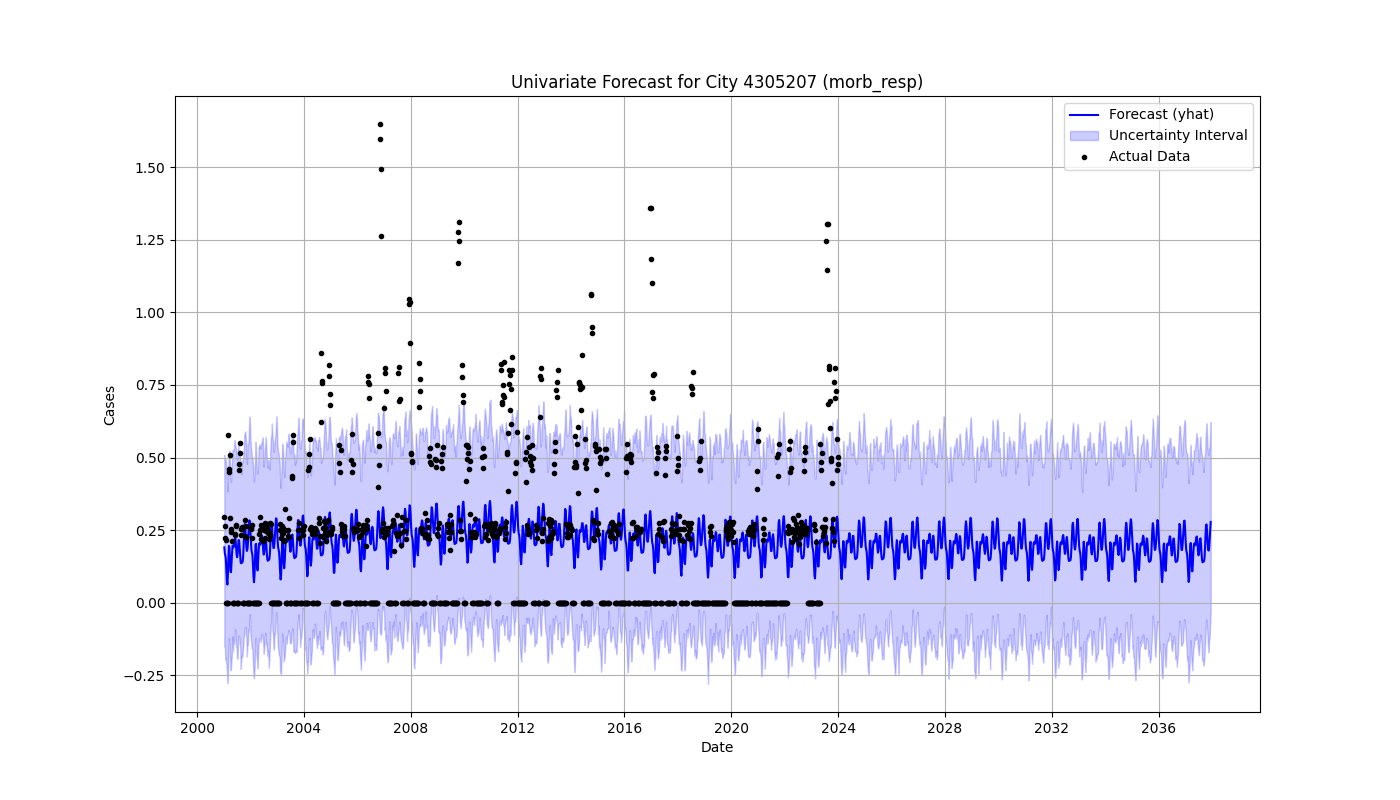 Univariate Forecast for City 4305207 (morb_resp)
Forecast (yhat)
Uncertainty Interval
Actual Data
Cases
1.50
1.25
1.00
0.75
0.50
0.25
0.00
−0.25
2000 2004 2008 2012 2016 2020 2024 2028 2032 2036
Date